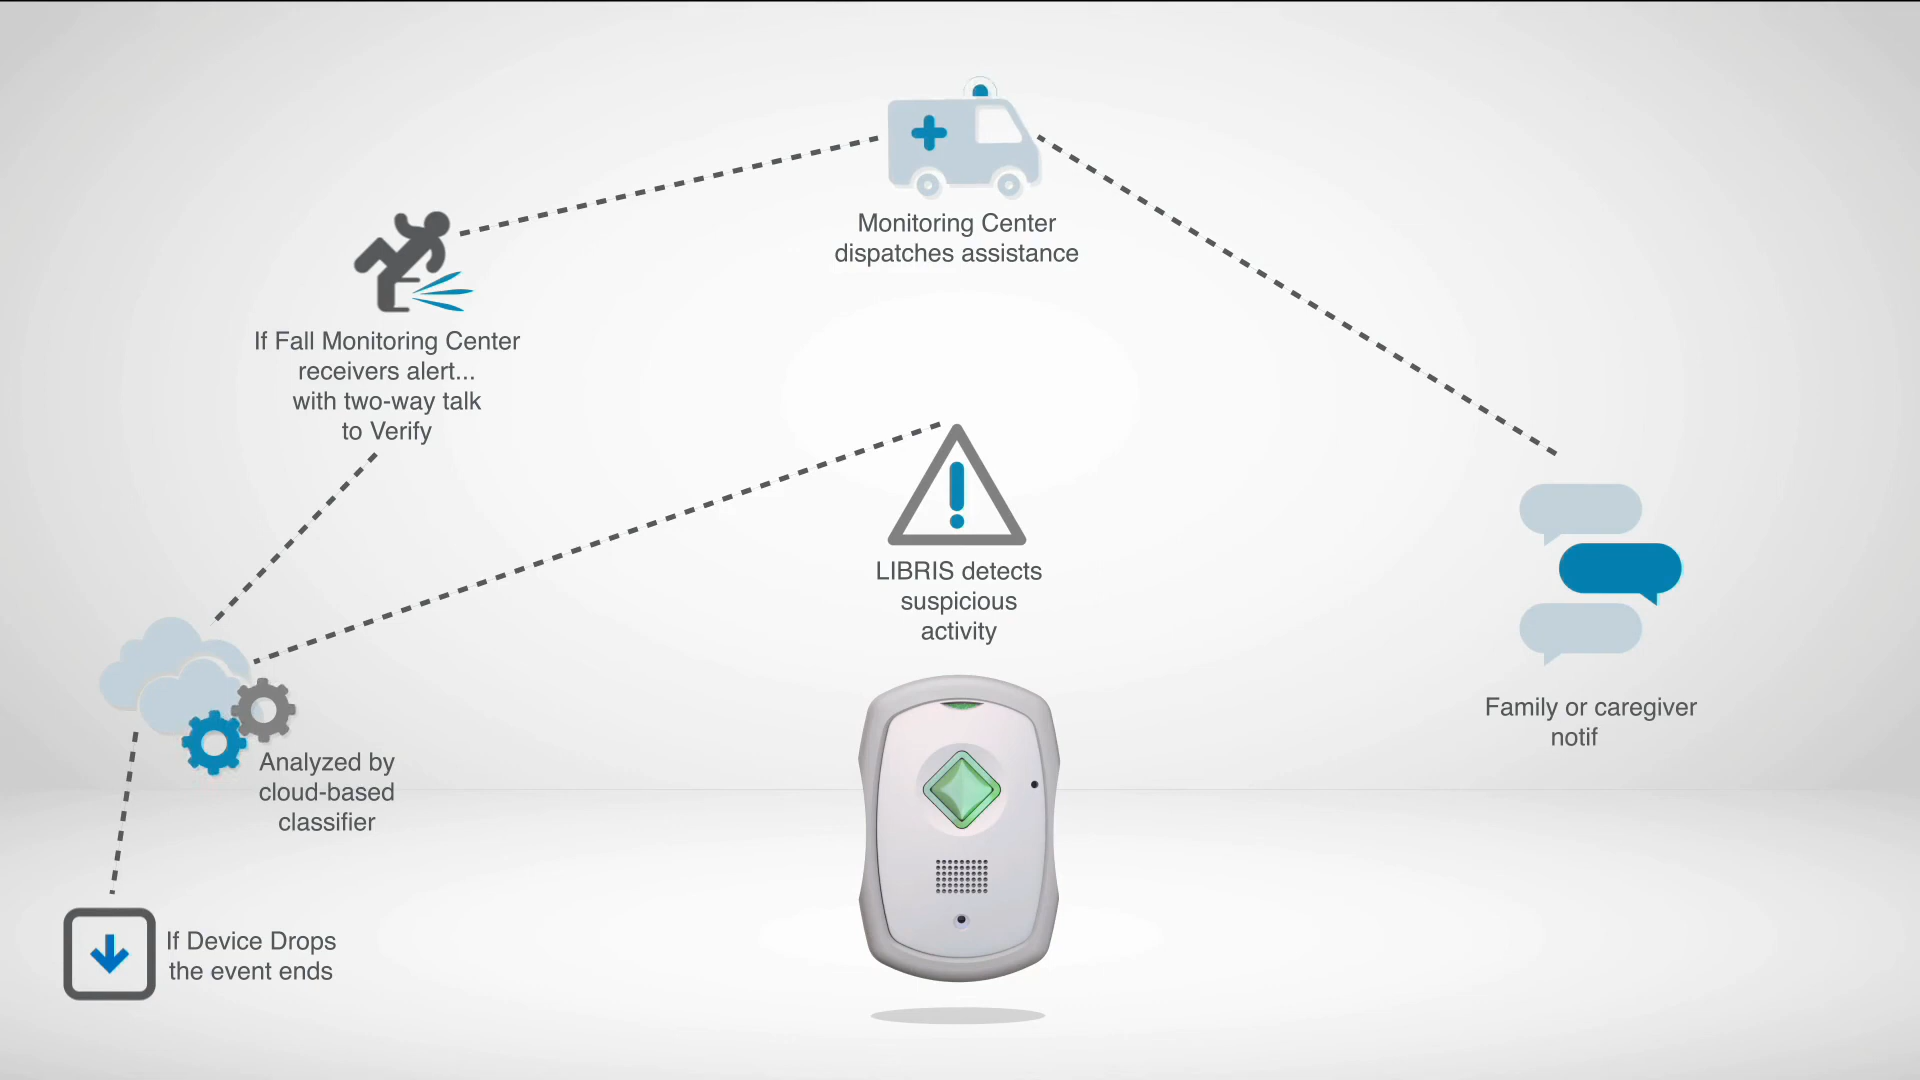 Monitoring Center
dispatches assistance
If Fall Monitoring Center
receivers alert...
with two-way talk
to Verify
LIBRIS detects
suspicious
activity
Family or caregiver
notif
Analyzed by
cloud-based
classifier
If Device Drops
the event ends